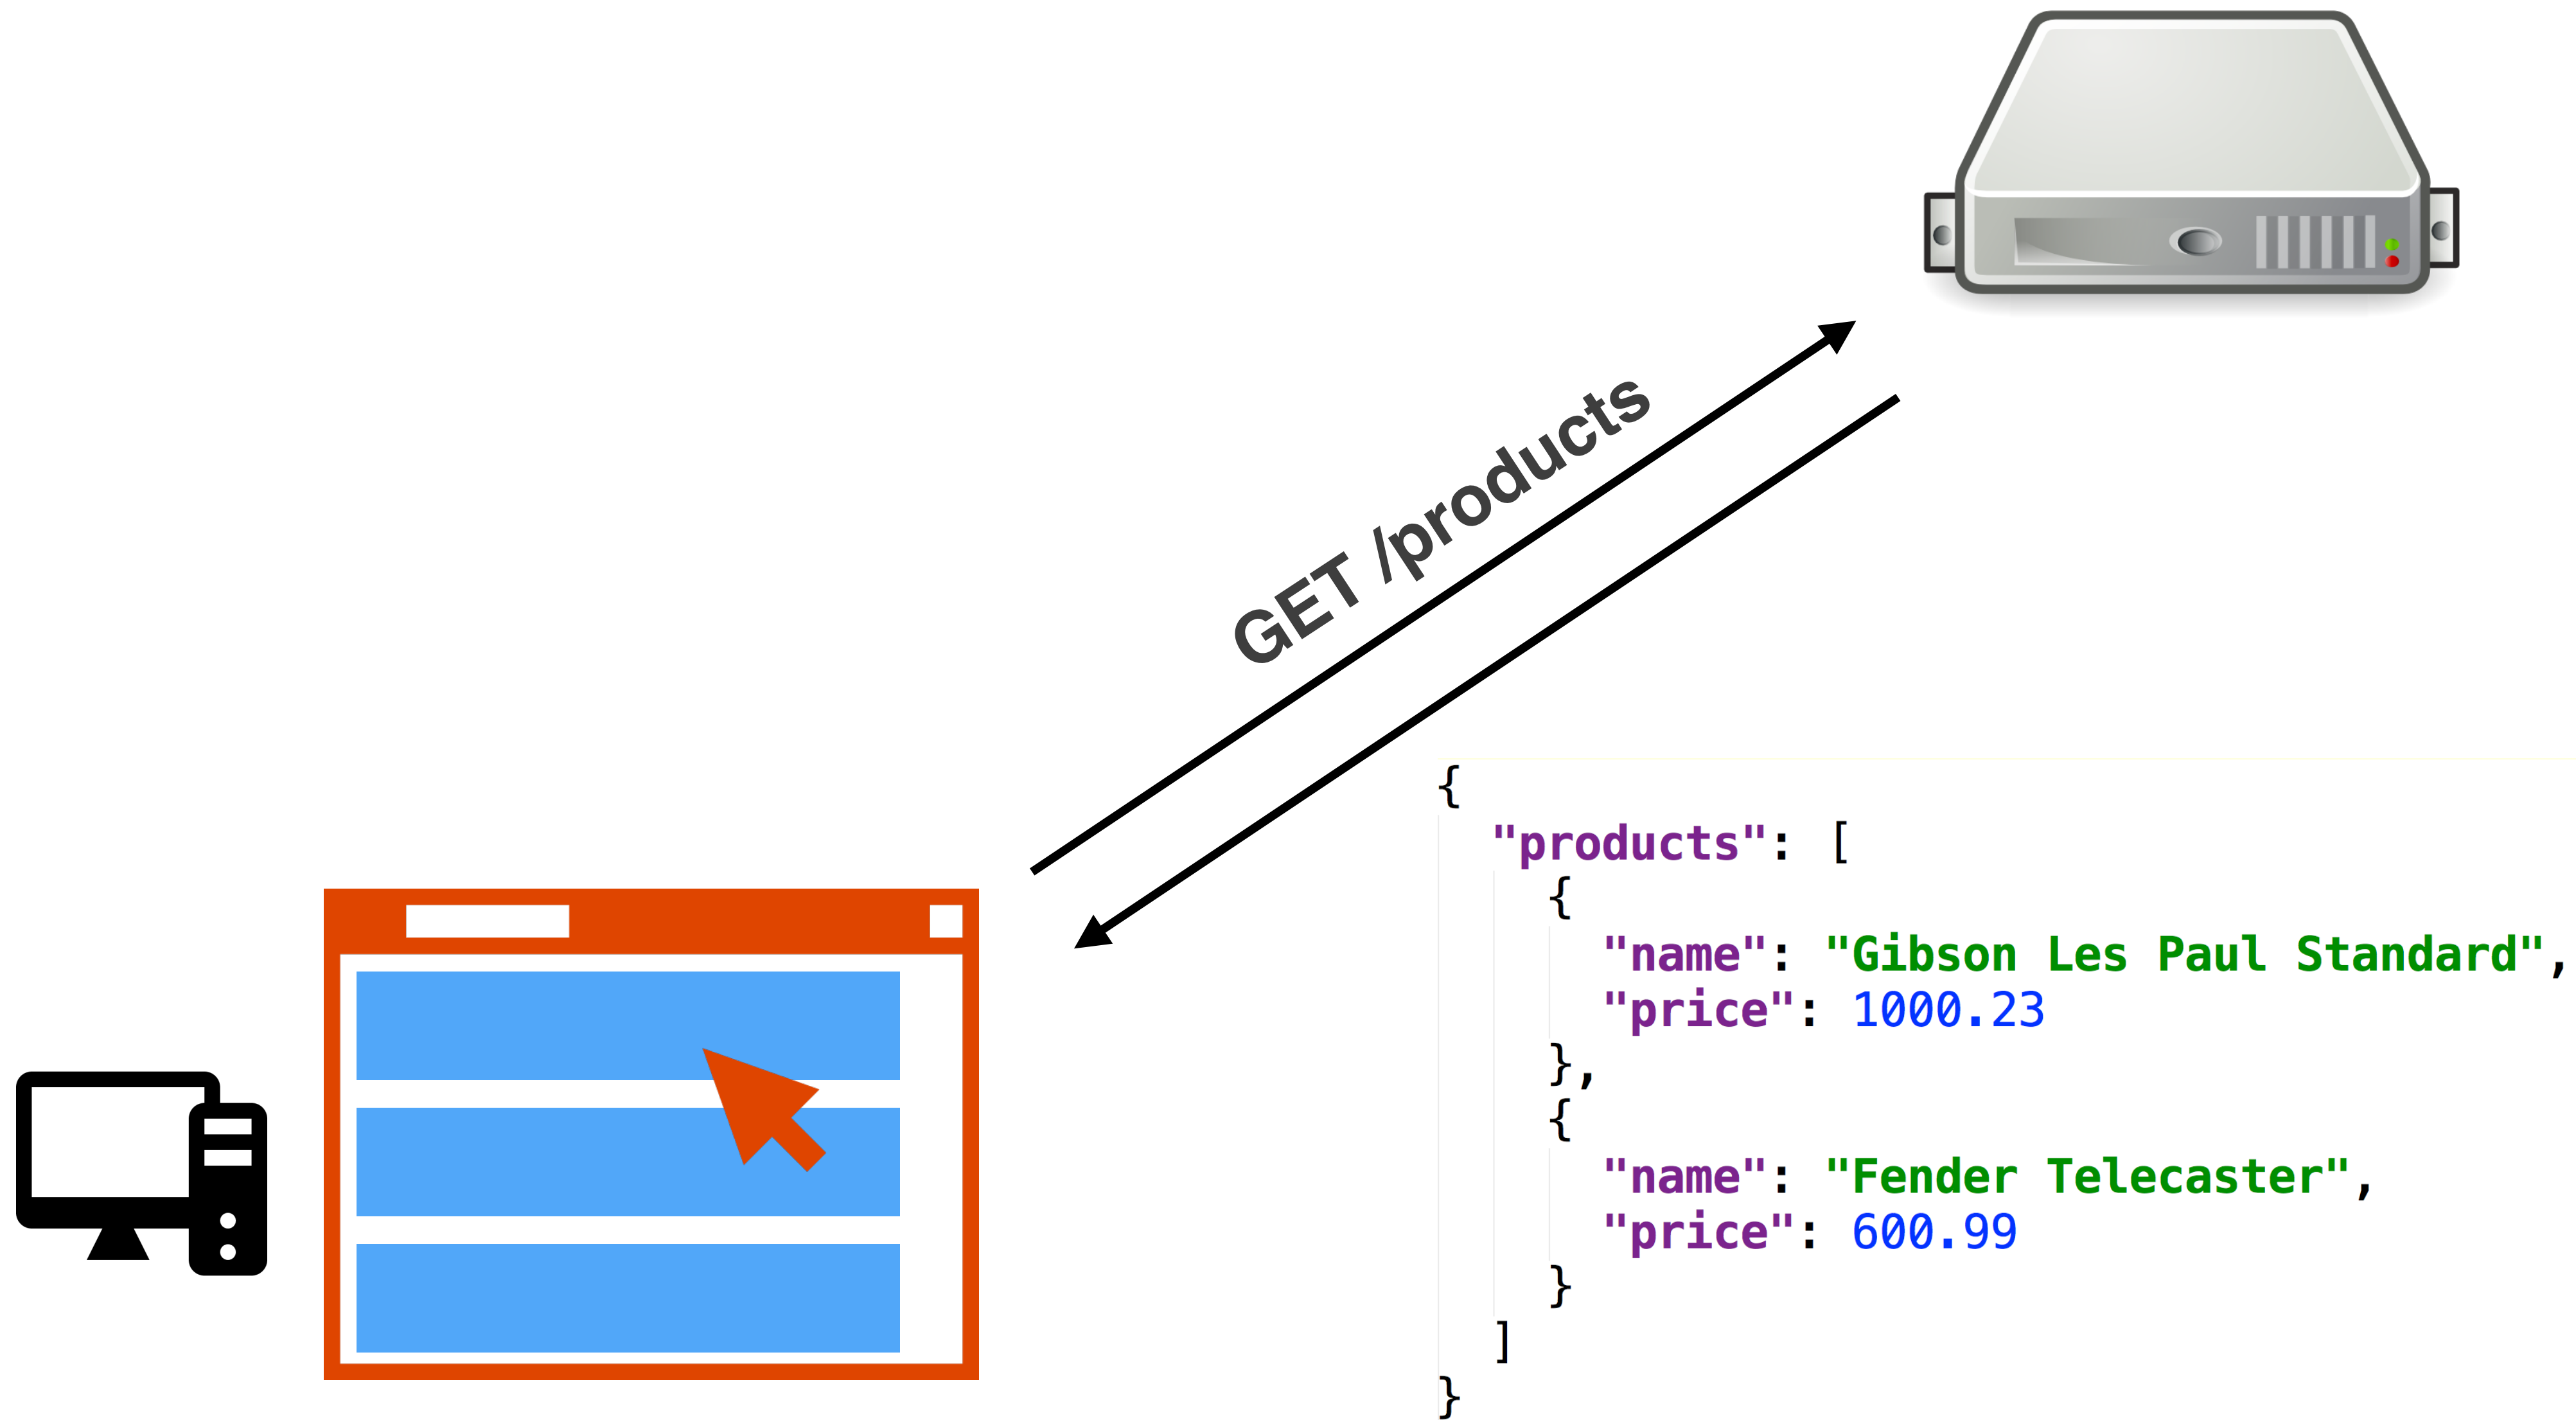 GET /products
{
"products": [
{
"name": "Gibson Les Paul Standard",
"price": 1000.23
},
{
"name": "Fender Telecaster",
"price": 600.99
}
]
}